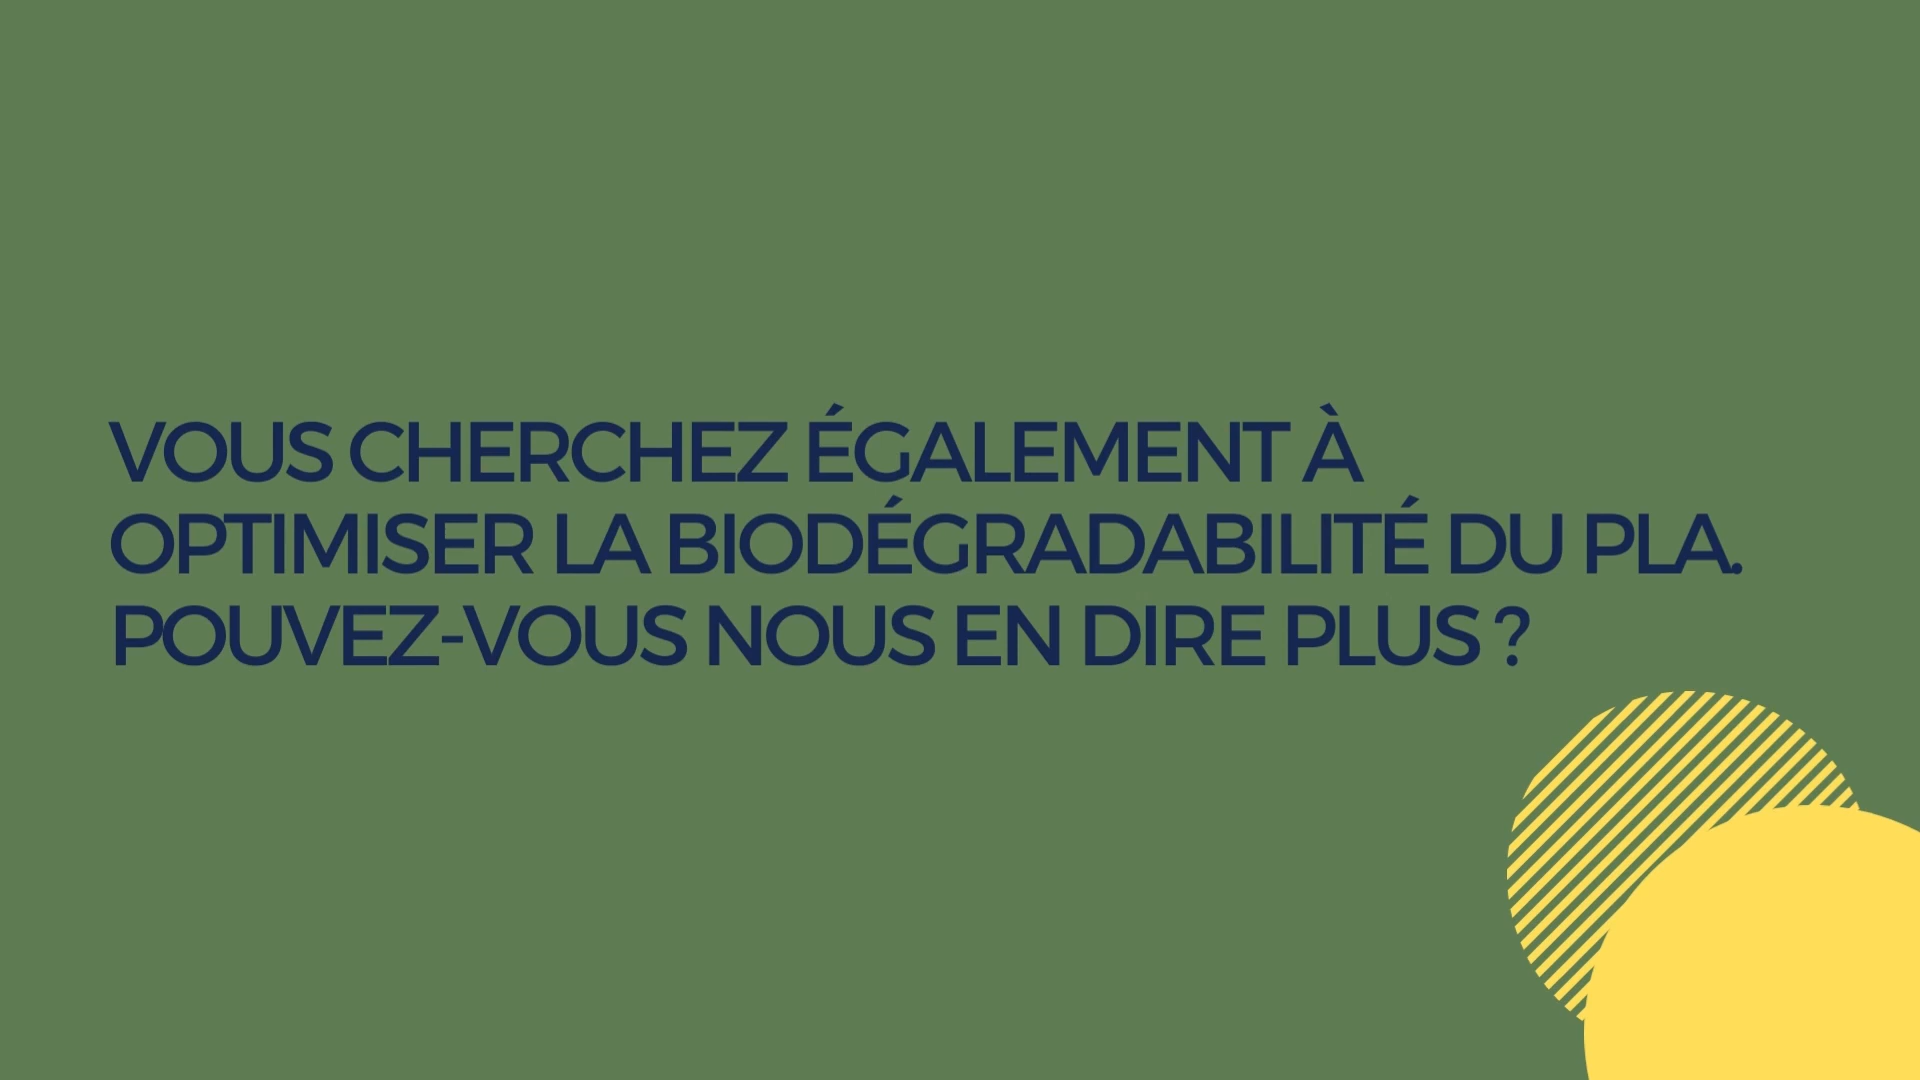 VOUS CHERCHEZ ÉGALEMENT À
OPTIMISER LA BIODÉGRADABILITÉ DU PLA.
POUVEZ-VOUS NOUS EN DIRE PLUS ?